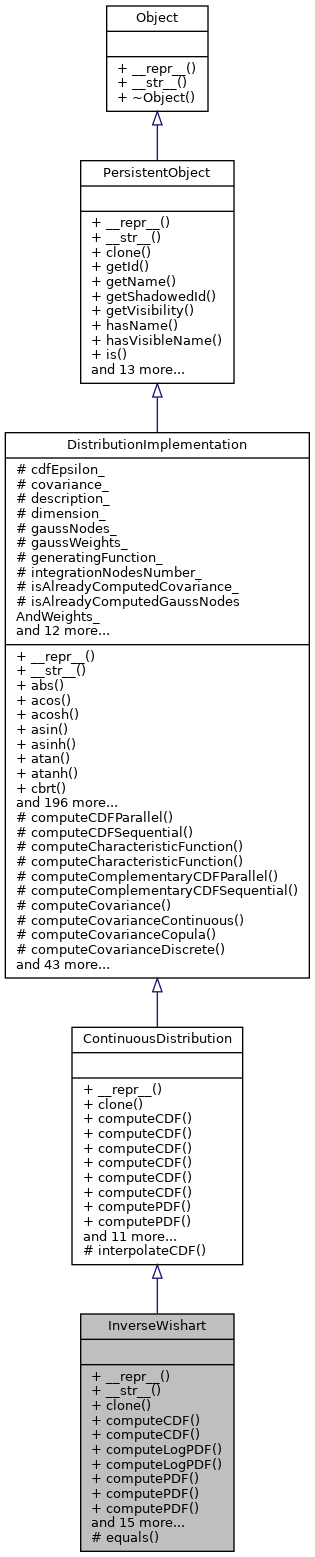 Object
+ __repr__()
+ __str__()
+ ~Object()
PersistentObject
+ __repr__()
+ __str__()
+ clone()
+ getId()
+ getName()
+ getShadowedId()
+ getVisibility()
+ hasName()
+ hasVisibleName()
+ is()
and 13 more...
DistributionImplementation
# cdfEpsilon_
# covariance_
# description_
# dimension_
# gaussNodes_
# gaussWeights_
# generatingFunction_
# integrationNodesNumber_
# isAlreadyComputedCovariance_
# isAlreadyComputedGaussNodes
AndWeights_
and 12 more...
+ __repr__()
+ __str__()
+ abs()
+ acos()
+ acosh()
+ asin()
+ asinh()
+ atan()
+ atanh()
+ cbrt()
and 196 more...
# computeCDFParallel()
# computeCDFSequential()
# computeCharacteristicFunction()
# computeCharacteristicFunction()
# computeComplementaryCDFParallel()
# computeComplementaryCDFSequential()
# computeCovariance()
# computeCovarianceContinuous()
# computeCovarianceCopula()
# computeCovarianceDiscrete()
and 43 more...
ContinuousDistribution
+ __repr__()
+ clone()
+ computeCDF()
+ computeCDF()
+ computeCDF()
+ computeCDF()
+ computeCDF()
+ computeCDF()
+ computePDF()
+ computePDF()
and 11 more...
# interpolateCDF()
InverseWishart
+ __repr__()
+ __str__()
+ clone()
+ computeCDF()
+ computeCDF()
+ computeLogPDF()
+ computeLogPDF()
+ computePDF()
+ computePDF()
+ computePDF()
and 15 more...
# equals()